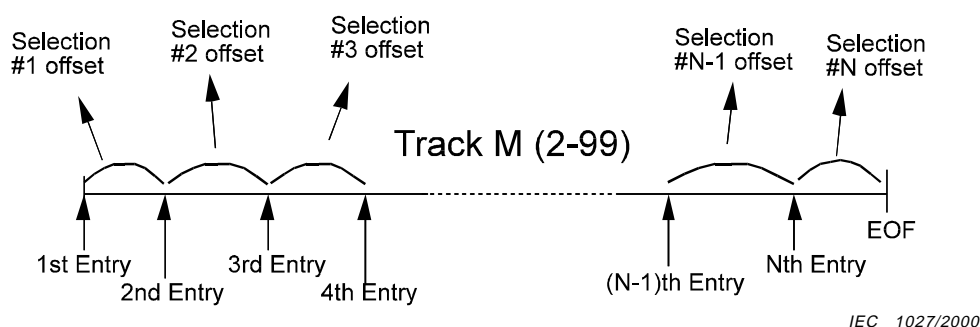 Selection
#1 offset
Selection
#2 offset
Selection
#3 offset
Selection
#N-1 offset
Selection
#N offset
Track M (2-99)
EOF
1st Entry
2nd Entry
3rd Entry
4th Entry
(N-1)th Entry
Nth Entry
IEC 1027/2000